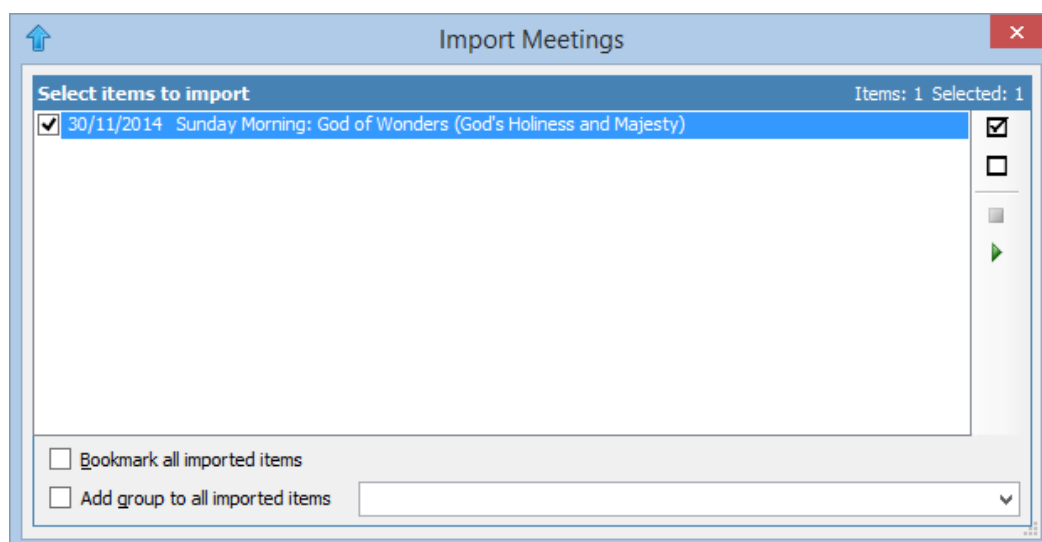 Import Meetings
Select items to import Items: 1 Selected: 1
30/11/2014 Sunday Morning: God of Wonders (God's Holiness and Majesty)
Bookmark all imported items
Add group to all imported items